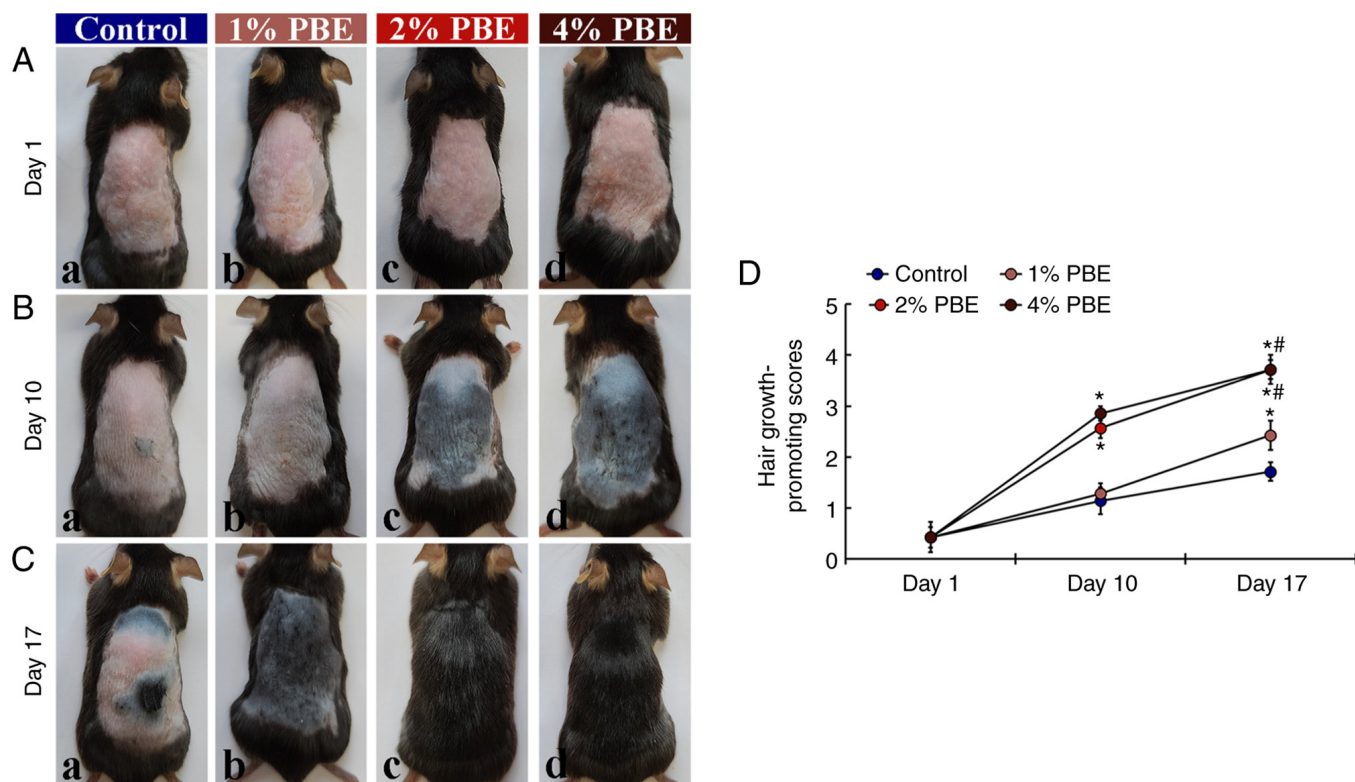 Control 1% PBE 2% PBE 4% PBE
A
Day 1
a b c d
B
Day 10
a b c d
C
Day 17
a b c d
D
Control 1% PBE
2% PBE 4% PBE
Hair growth-
promoting scores
5
4
3
2
1
0
*#
*#
*
*
*
Day 1 Day 10 Day 17